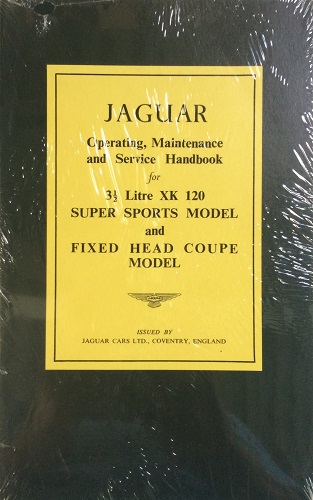 JAGUAR
Operating, Maintenance
and Service Handbook
for
3½ Litre XK 120
SUPER SPORTS MODEL
and
FIXED HEAD COUPE
MODEL
ISSUED BY
JAGUAR CARS LTD., COVENTRY, ENGLAND